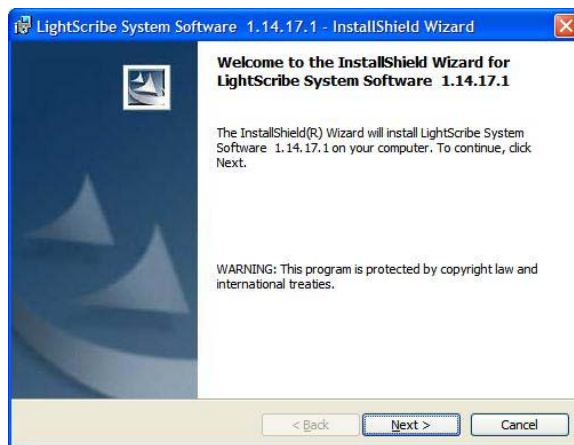 LightScribe System Software 1.14.17.1 - InstallShield Wizard
Welcome to the InstallShield Wizard for
LightScribe System Software 1.14.17.1
The InstallShield(R) Wizard will install LightScribe System
Software 1.14.17.1 on your computer. To continue, click
Next.
WARNING: This program is protected by copyright law and
international treaties.
< Back
Next >
Cancel